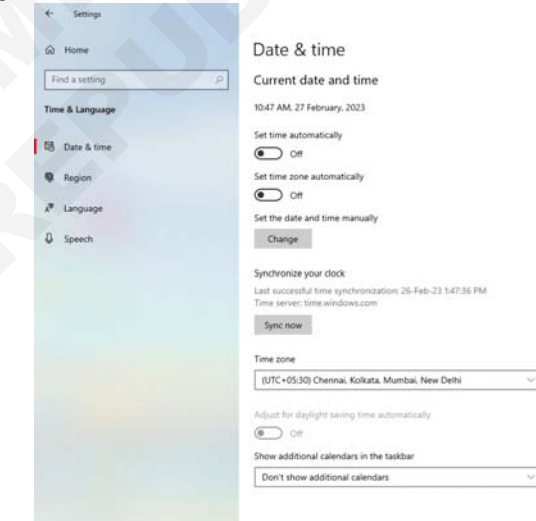 Settings
Home
Find a setting
Time & Language
Date & time
Region
Language
Speech
Date & time
Current date and time
10:47 AM, 27 February, 2023
Set time automatically
Off
Set time zone automatically
Off
Set the date and time manually
Change
Synchronize your clock
Last successful time synchronization: 26-Feb-23 1:47:36 PM
Time server: time.windows.com
Sync now
Time zone
(UTC+05:30) Chennai, Kolkata, Mumbai, New Delhi
Adjust for daylight saving time automatically
Off
Show additional calendars in the taskbar
Don't show additional calendars